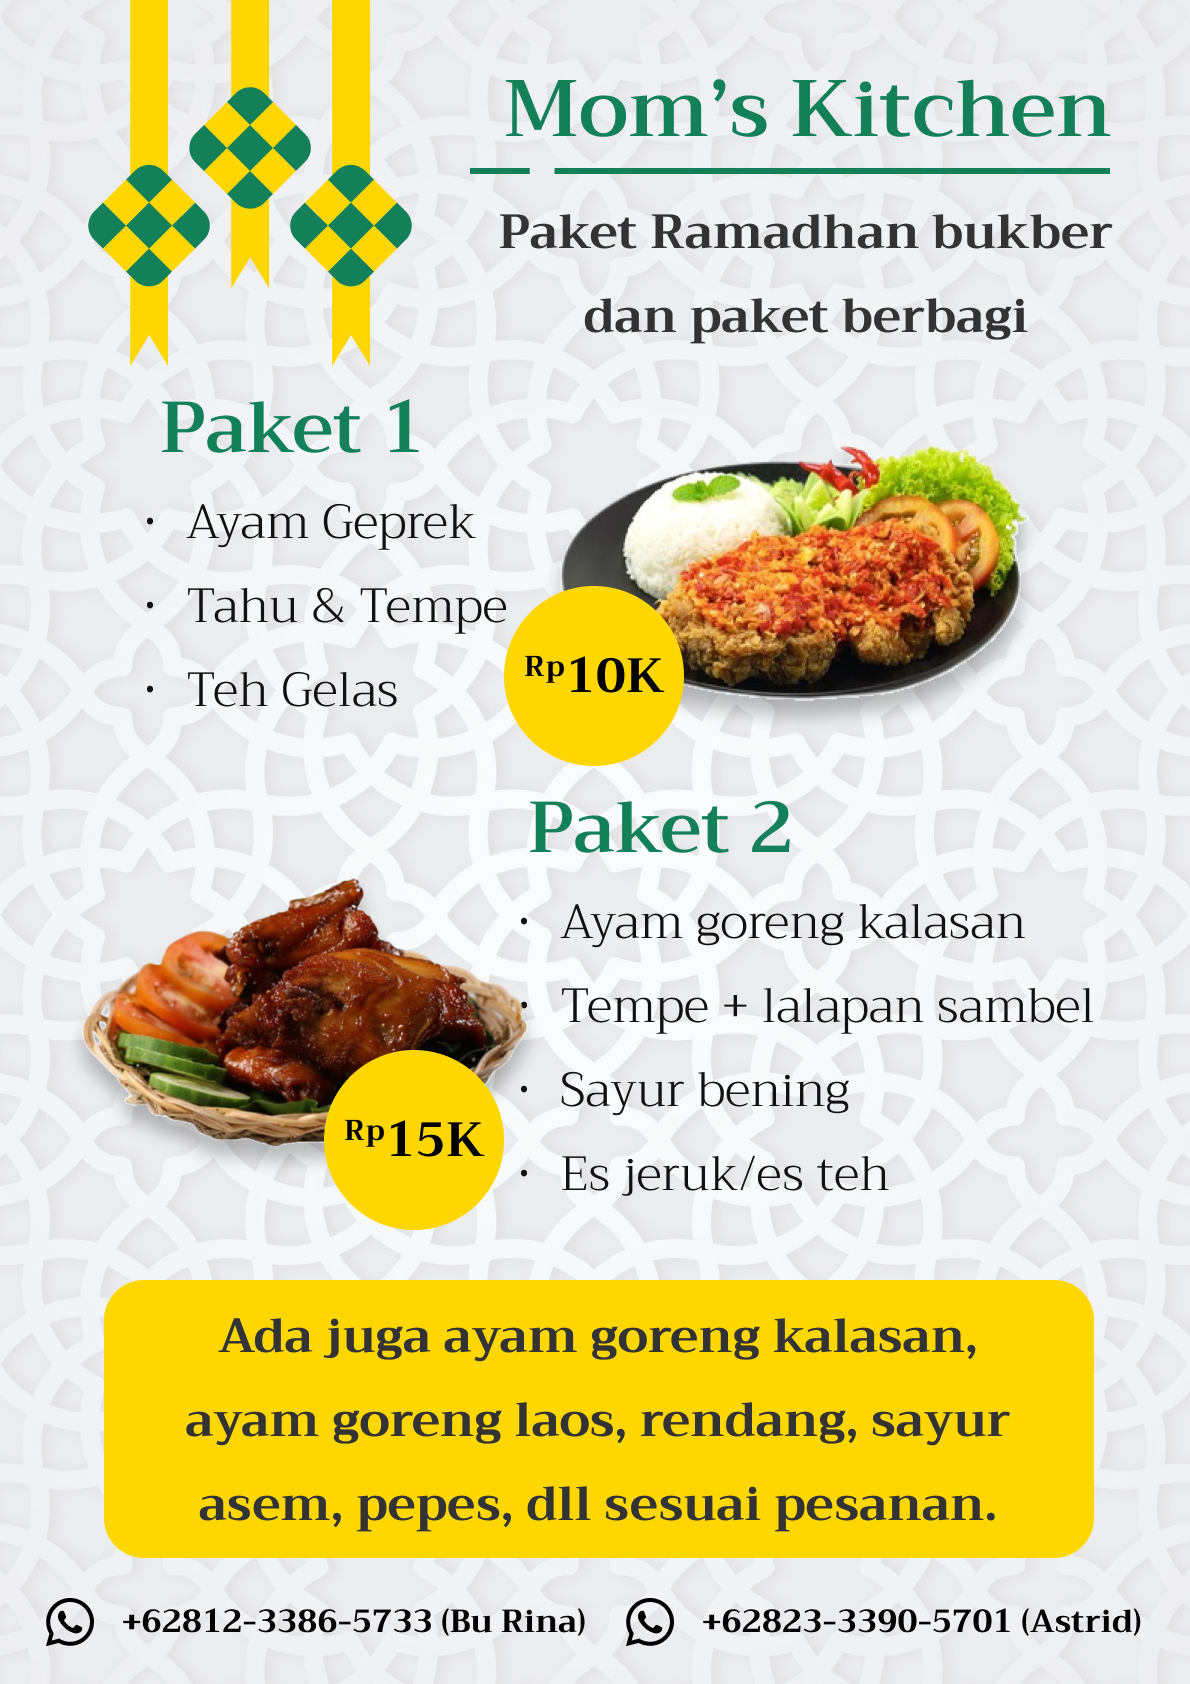 Mom's Kitchen
Paket Ramadhan bukber
dan paket berbagi
Paket 1
• Ayam Geprek
• Tahu & Tempe
• Teh Gelas
Rp10K
Paket 2
• Ayam goreng kalasan
• Tempe + lalapan sambel
• Sayur bening
• Es jeruk/es teh
Rp15K
Ada juga ayam goreng kalasan,
ayam goreng laos, rendang, sayur
asem, pepes, dll sesuai pesanan.
+62812-3386-5733 (Bu Rina)
+62823-3390-5701 (Astrid)